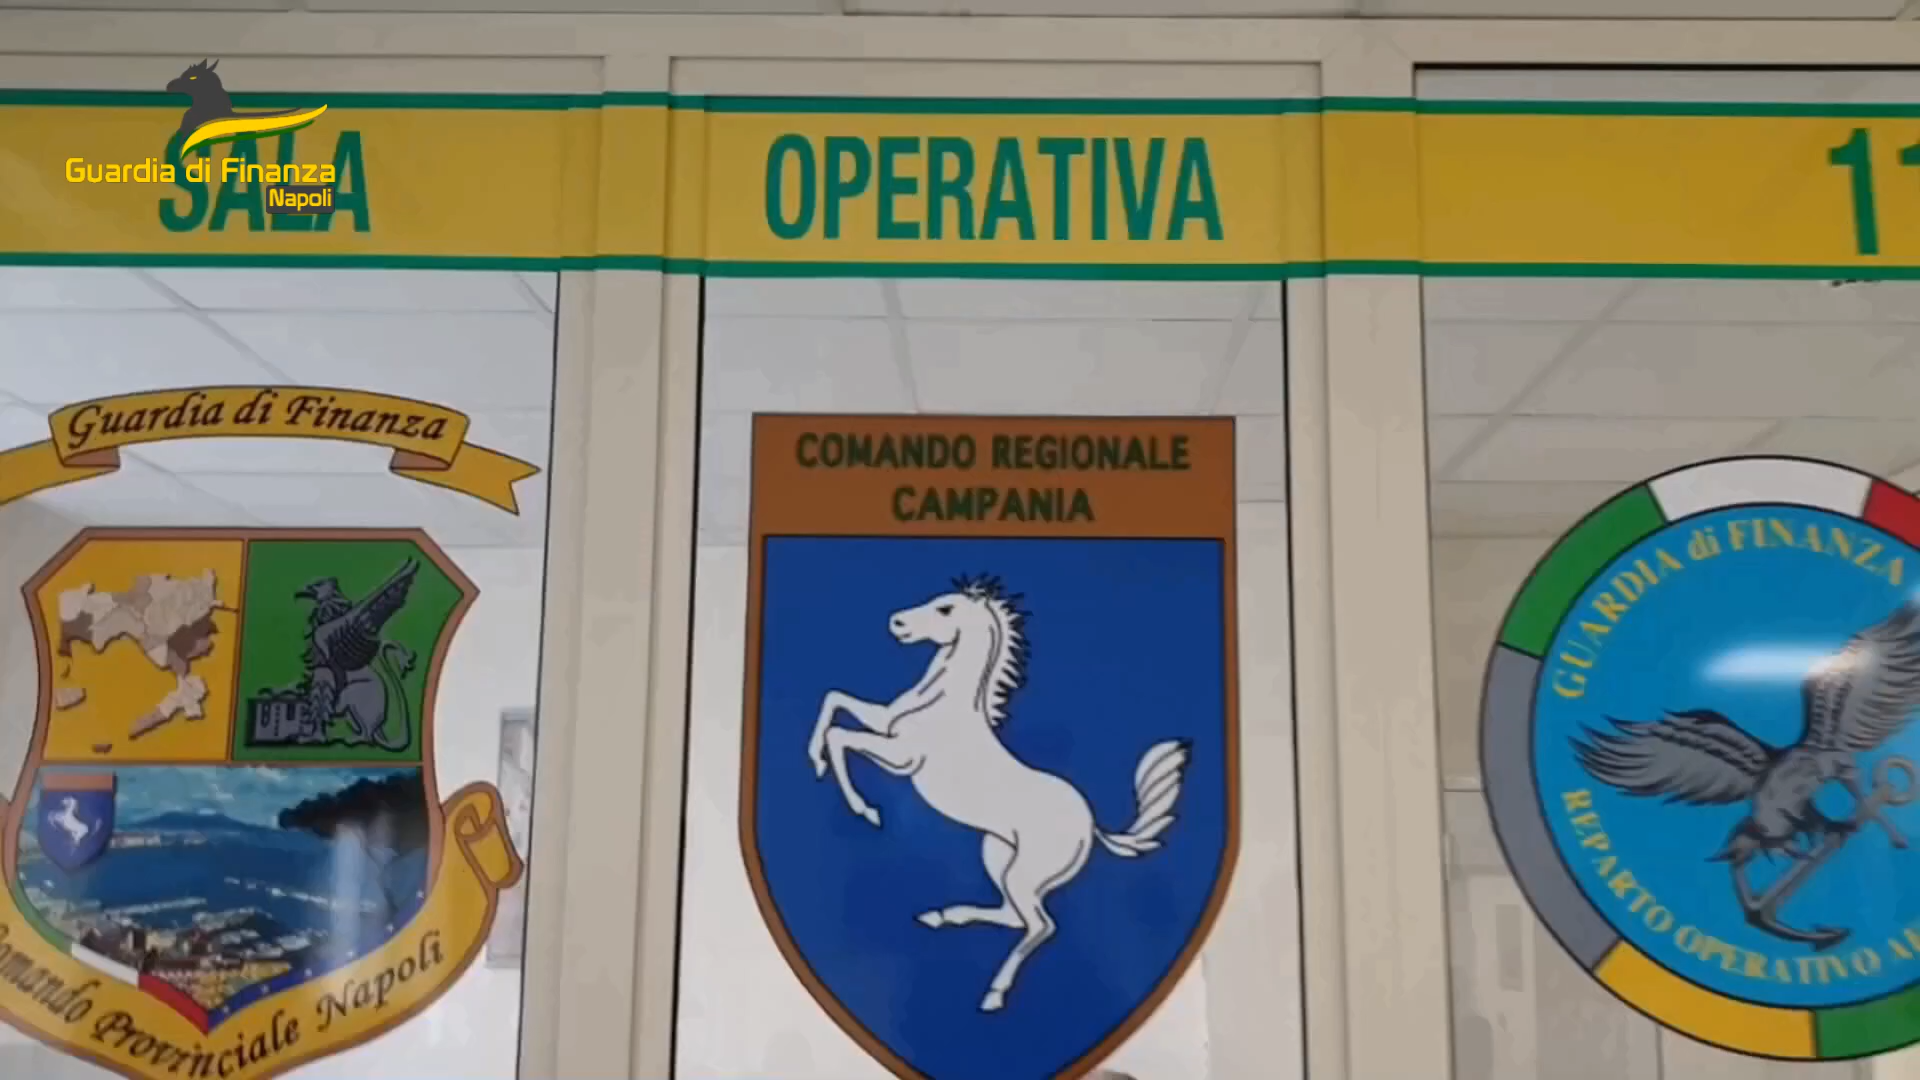 Guardia di Finanza
Napoli
SALA OPERATIVA 11
Guardia di Finanza
Comando Provinciale Napoli
COMANDO REGIONALE
CAMPANIA
GUARDIA di FINANZA
REPARTO OPERATIVO